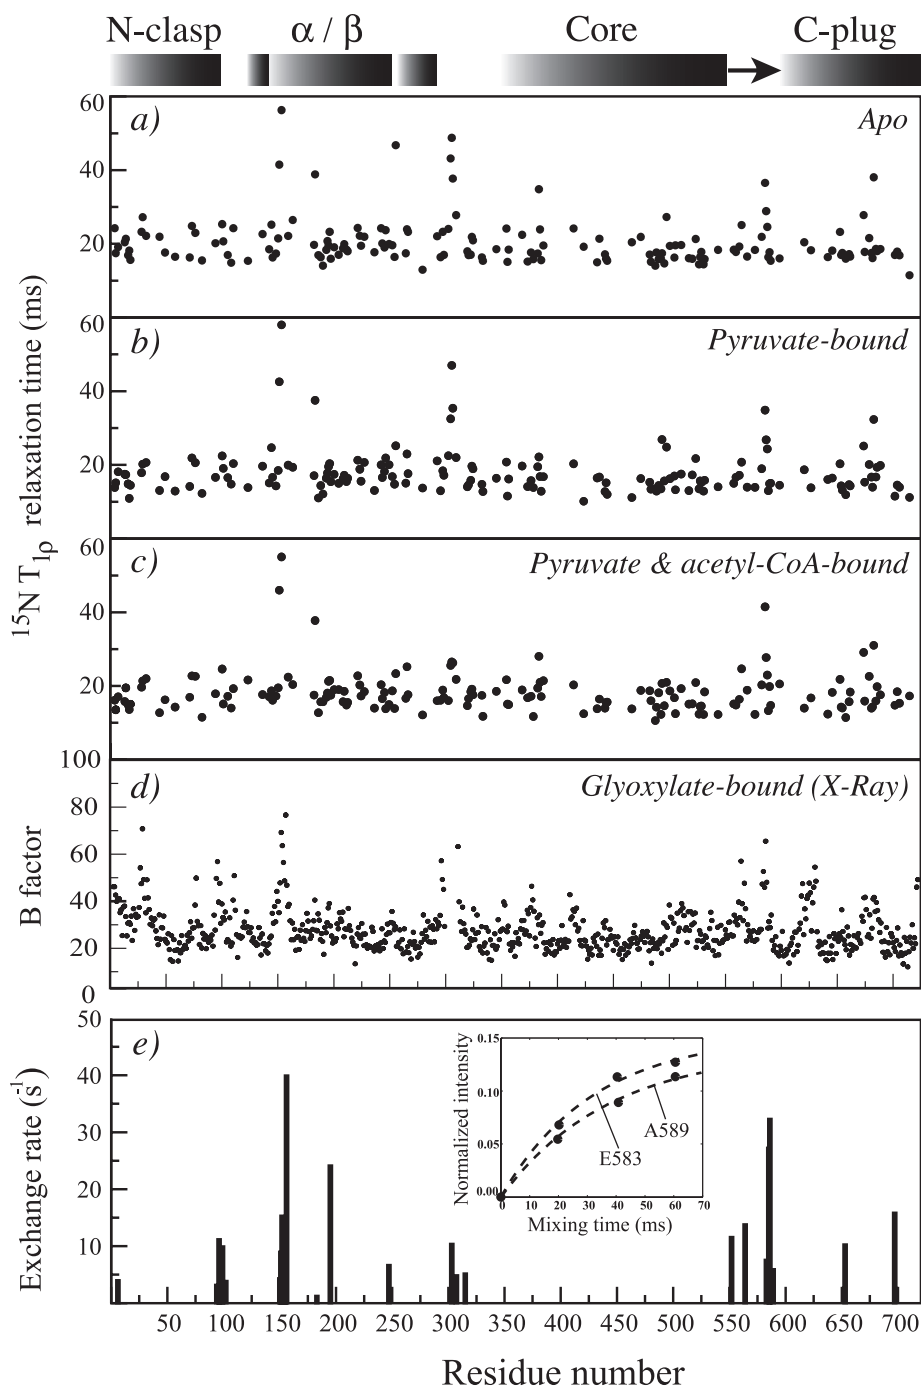 N-clasp α / β Core C-plug
a) Apo
60
40
20
b) Pyruvate-bound
60
40
20
c) Pyruvate & acetyl-CoA-bound
60
40
20
¹⁵N T₁ρ relaxation time (ms)
d) Glyoxylate-bound (X-Ray)
100
80
60
40
20
0
B factor
e)
50
40
30
20
10
Exchange rate (s⁻¹)
0.15
0.10
0.05
0.00
Normalized intensity
E583
A589
0 10 20 30 40 50 60 70
Mixing time (ms)
50 100 150 200 250 300 350 400 450 500 550 600 650 700
Residue number